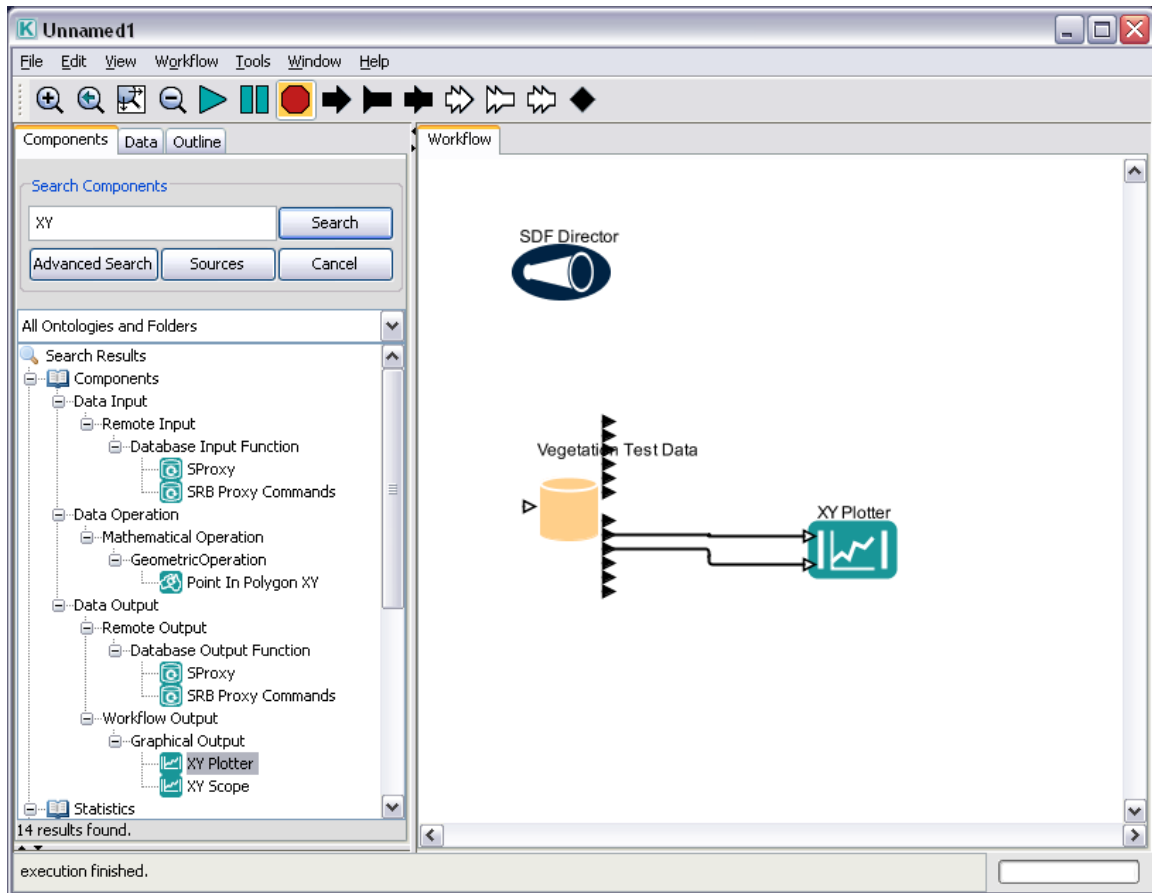 Unnamed1
File Edit View Workflow Tools Window Help
Components Data Outline
Workflow
Search Components
XY Search
Advanced Search Sources Cancel
All Ontologies and Folders
Search Results
Components
Data Input
Remote Input
Database Input Function
SProxy
SRB Proxy Commands
Data Operation
Mathematical Operation
GeometricOperation
Point In Polygon XY
Data Output
Remote Output
Database Output Function
SProxy
SRB Proxy Commands
Workflow Output
Graphical Output
XY Plotter
XY Scope
Statistics
14 results found.
SDF Director
Vegetation Test Data
XY Plotter
execution finished.